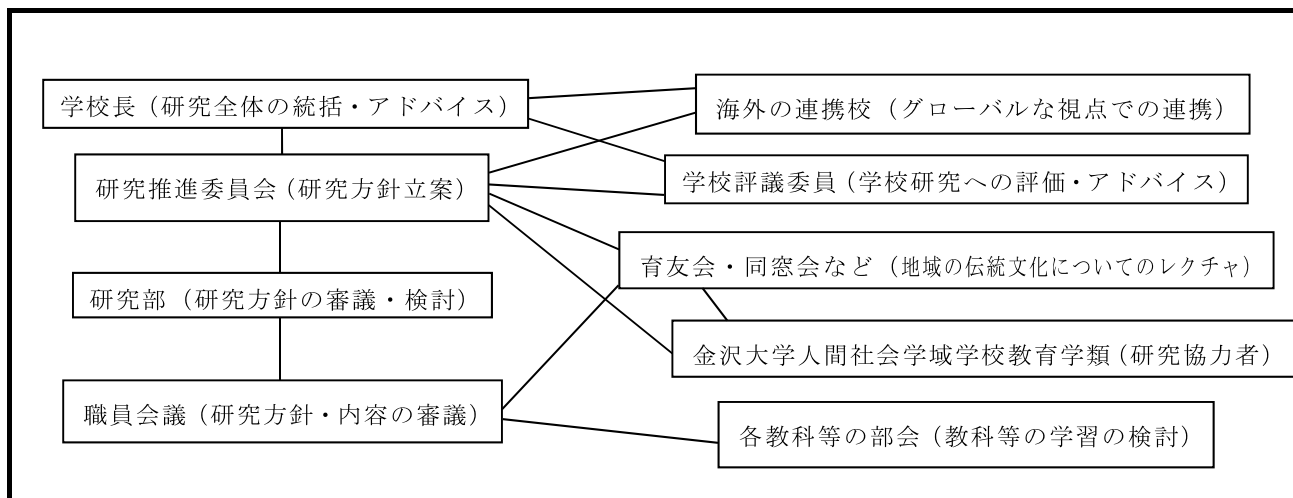 学校長（研究全体の統括・アドバイス）
海外の連携校（グローバルな視点での連携）
研究推進委員会（研究方針立案）
学校評議委員（学校研究への評価・アドバイス）
育友会・同窓会など（地域の伝統文化についてのレクチャ）
研究部（研究方針の審議・検討）
金沢大学人間社会学域学校教育学類（研究協力者）
職員会議（研究方針・内容の審議）
各教科等の部会（教科等の学習の検討）